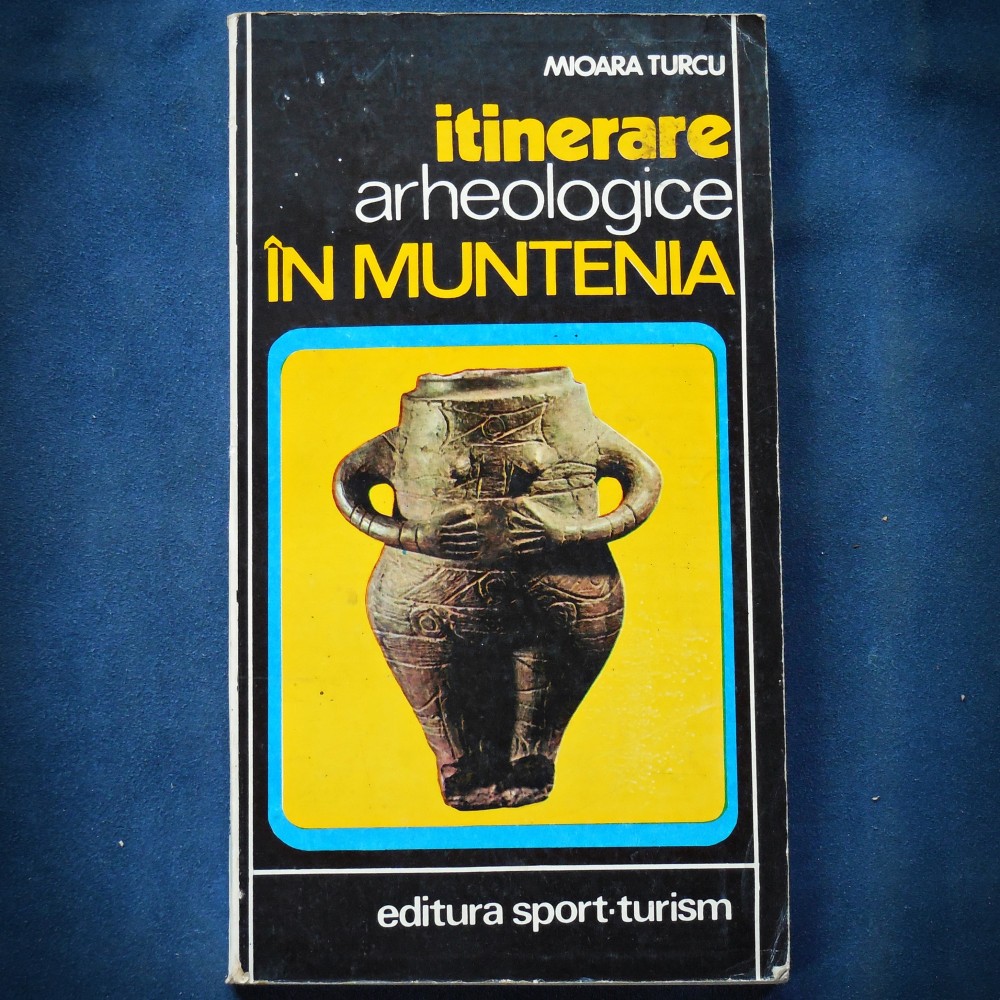 MIOARA TURCU
itinerare
arheologice
ÎN MUNTENIA
editura sport·turism